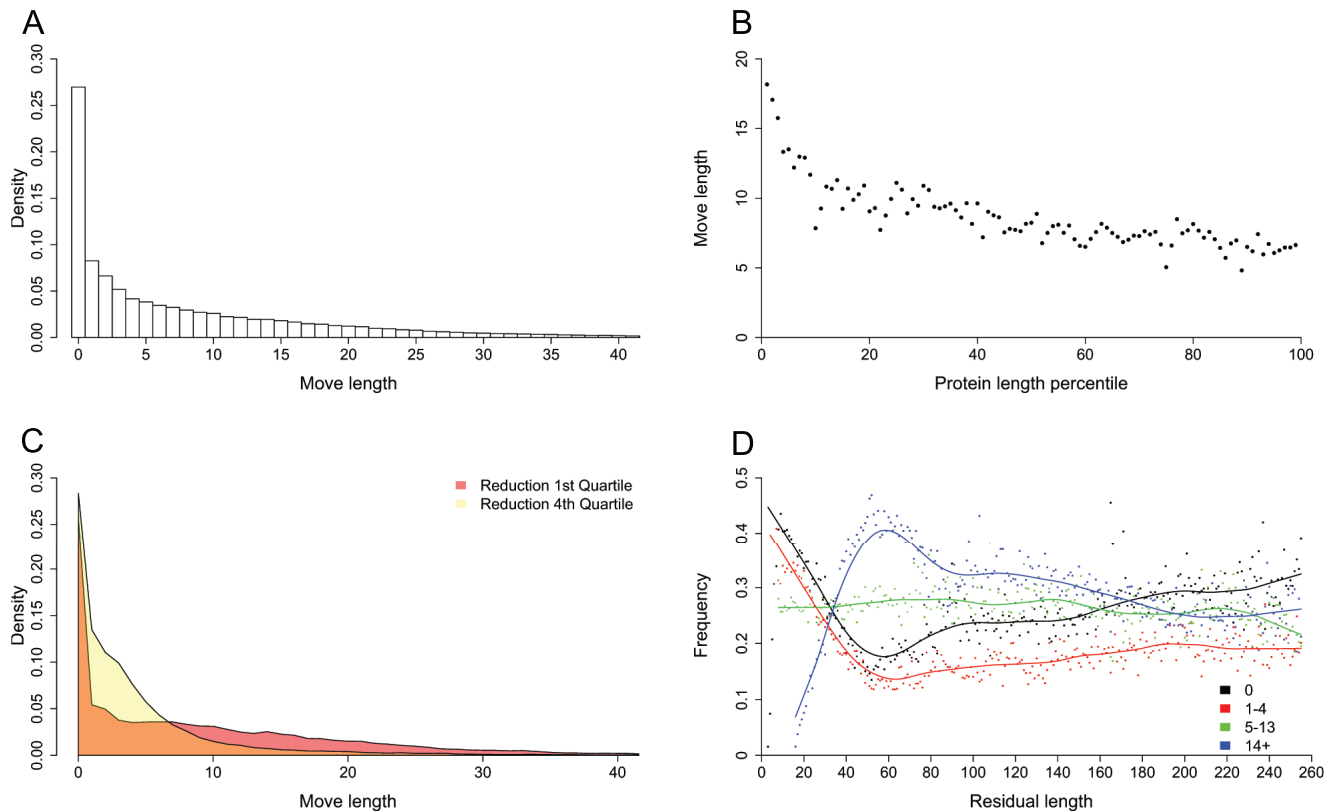 A
0.30
0.25
0.20
0.15
0.10
0.05
0.00
Density
0 5 10 15 20 25 30 35 40
Move length
B
20
15
10
5
0
Move length
0 20 40 60 80 100
Protein length percentile
C
0.30
0.25
0.20
0.15
0.10
0.05
0.00
Density
Reduction 1st Quartile
Reduction 4th Quartile
0 10 20 30 40
Move length
D
0.5
0.4
0.3
0.2
0.1
0
Frequency
0
1-4
5-13
14+
0 20 40 60 80 100 120 140 160 180 200 220 240 260
Residual length